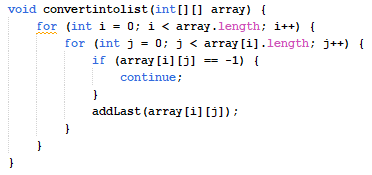 void convertintolist(int[][] array) {
    for (int i = 0; i < array.length; i++) {
        for (int j = 0; j < array[i].length; j++) {
            if (array[i][j] == -1) {
                continue;
            }
            addLast(array[i][j]);
        }
    }
}